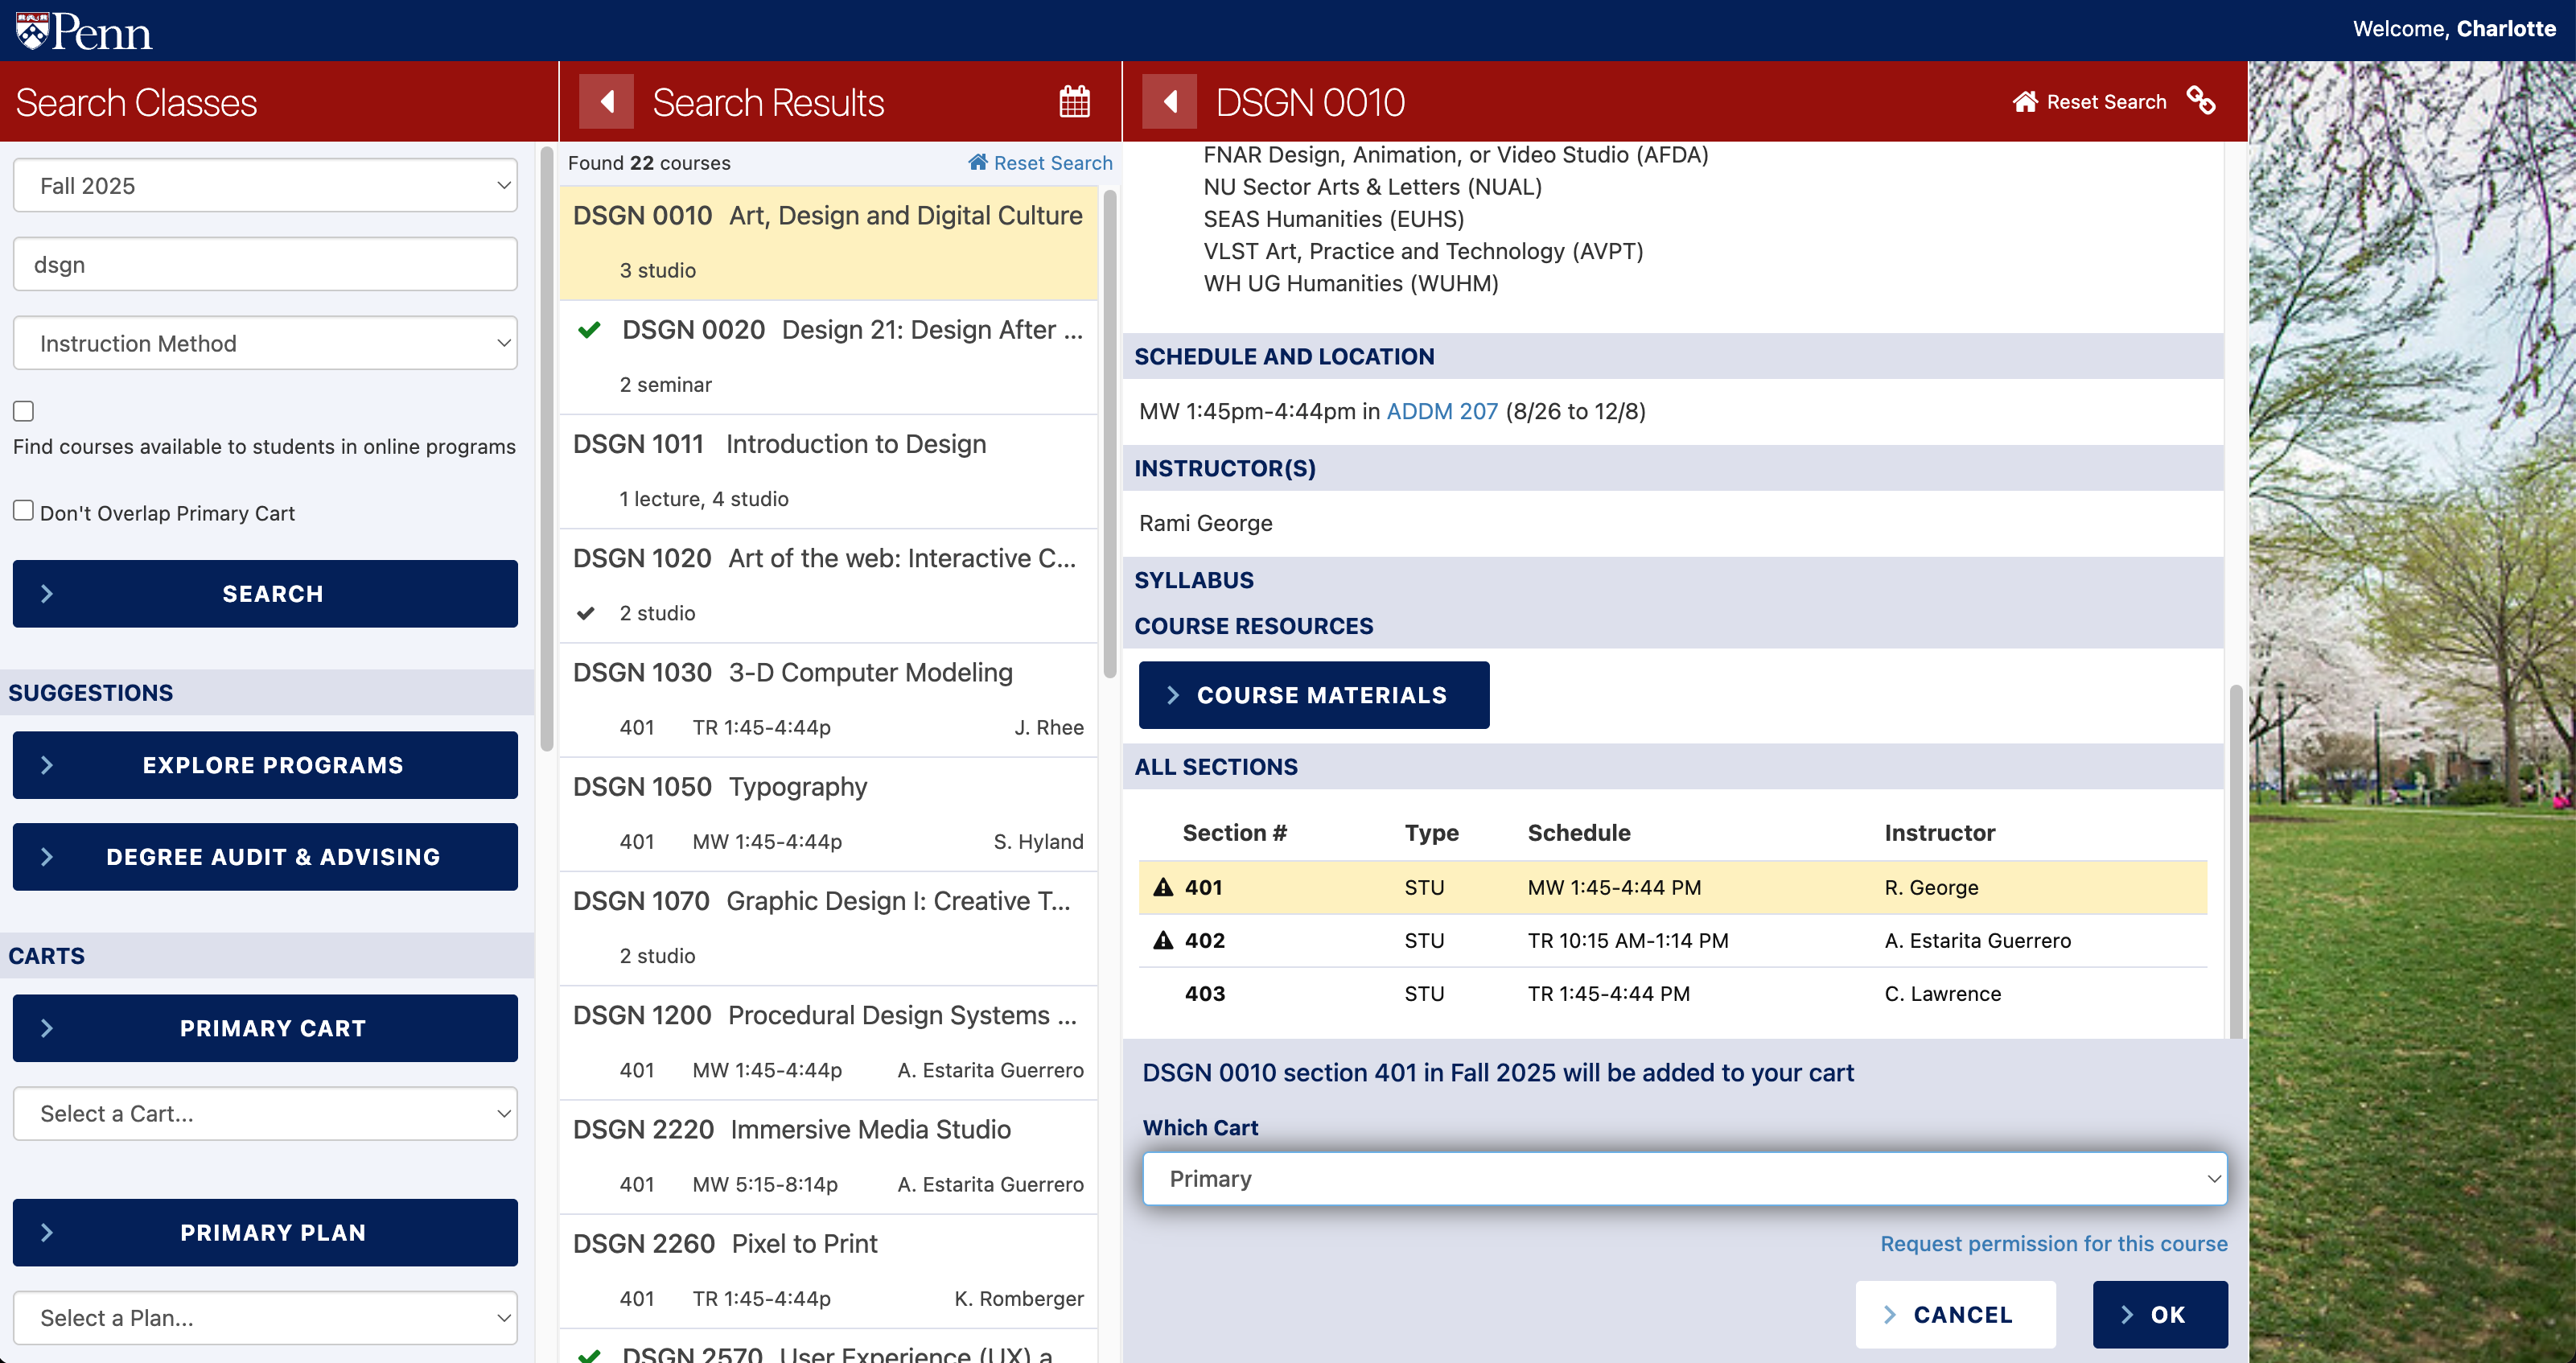 Penn
Welcome, Charlotte
Search Classes
Fall 2025
dsgn
Instruction Method
Find courses available to students in online programs
Don't Overlap Primary Cart
SEARCH
SUGGESTIONS
EXPLORE PROGRAMS
DEGREE AUDIT & ADVISING
CARTS
PRIMARY CART
Select a Cart...
PRIMARY PLAN
Select a Plan...
Search Results
Found 22 courses Reset Search
DSGN 0010 Art, Design and Digital Culture
3 studio
DSGN 0020 Design 21: Design After ...
2 seminar
DSGN 1011 Introduction to Design
1 lecture, 4 studio
DSGN 1020 Art of the web: Interactive C...
2 studio
DSGN 1030 3-D Computer Modeling
401 TR 1:45-4:44p J. Rhee
DSGN 1050 Typography
401 MW 1:45-4:44p S. Hyland
DSGN 1070 Graphic Design I: Creative T...
2 studio
DSGN 1200 Procedural Design Systems ...
401 MW 1:45-4:44p A. Estarita Guerrero
DSGN 2220 Immersive Media Studio
401 MW 5:15-8:14p A. Estarita Guerrero
DSGN 2260 Pixel to Print
401 TR 1:45-4:44p K. Romberger
DSGN 2570 User Experience (UX) a
DSGN 0010 Reset Search
FNAR Design, Animation, or Video Studio (AFDA)
NU Sector Arts & Letters (NUAL)
SEAS Humanities (EUHS)
VLST Art, Practice and Technology (AVPT)
WH UG Humanities (WUHM)
SCHEDULE AND LOCATION
MW 1:45pm-4:44pm in ADDM 207 (8/26 to 12/8)
INSTRUCTOR(S)
Rami George
SYLLABUS
COURSE RESOURCES
COURSE MATERIALS
ALL SECTIONS
Section # Type Schedule Instructor
401 STU MW 1:45-4:44 PM R. George
402 STU TR 10:15 AM-1:14 PM A. Estarita Guerrero
403 STU TR 1:45-4:44 PM C. Lawrence
DSGN 0010 section 401 in Fall 2025 will be added to your cart
Which Cart
Primary
Request permission for this course
CANCEL OK